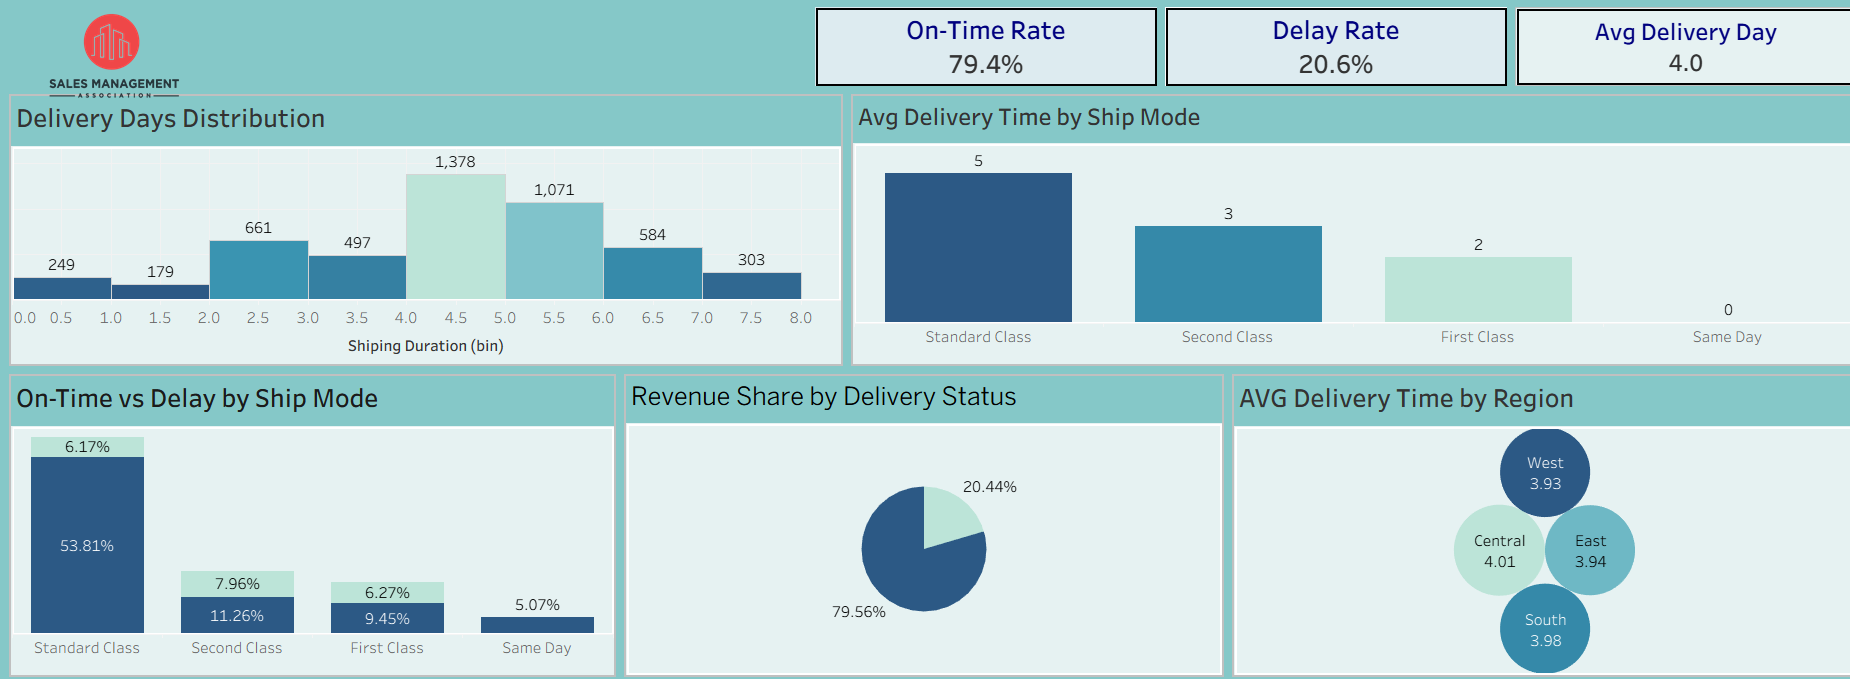 SALES MANAGEMENT
ASSOCIATION
On-Time Rate
79.4%
Delay Rate
20.6%
Avg Delivery Day
4.0
Delivery Days Distribution
249
179
661
497
1,378
1,071
584
303
0.0 0.5 1.0 1.5 2.0 2.5 3.0 3.5 4.0 4.5 5.0 5.5 6.0 6.5 7.0 7.5 8.0
Shiping Duration (bin)
Avg Delivery Time by Ship Mode
5
3
2
0
Standard Class Second Class First Class Same Day
On-Time vs Delay by Ship Mode
6.17%
53.81%
7.96%
11.26%
6.27%
9.45%
5.07%
Standard Class Second Class First Class Same Day
Revenue Share by Delivery Status
20.44%
79.56%
AVG Delivery Time by Region
West
3.93
Central
4.01
East
3.94
South
3.98